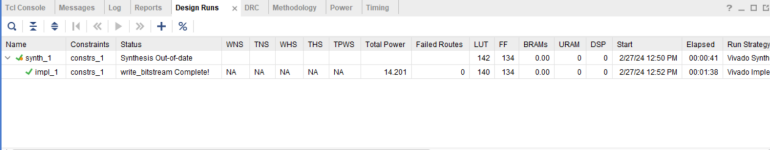 Tcl Console Messages Log Reports Design Runs × DRC Methodology Power Timing ? _
Name Constraints Status WNS TNS WHS THS TPWS Total Power Failed Routes LUT FF BRAMs URAM DSP Start Elapsed Run Strategy
synth_1 constrs_1 Synthesis Out-of-date 142 134 0.00 0 0 2/27/24 12:50 PM 00:00:41 Vivado Synth
impl_1 constrs_1 write_bitstream Complete! NA NA NA NA NA 14.201 0 140 134 0.00 0 0 2/27/24 12:52 PM 00:01:38 Vivado Imple